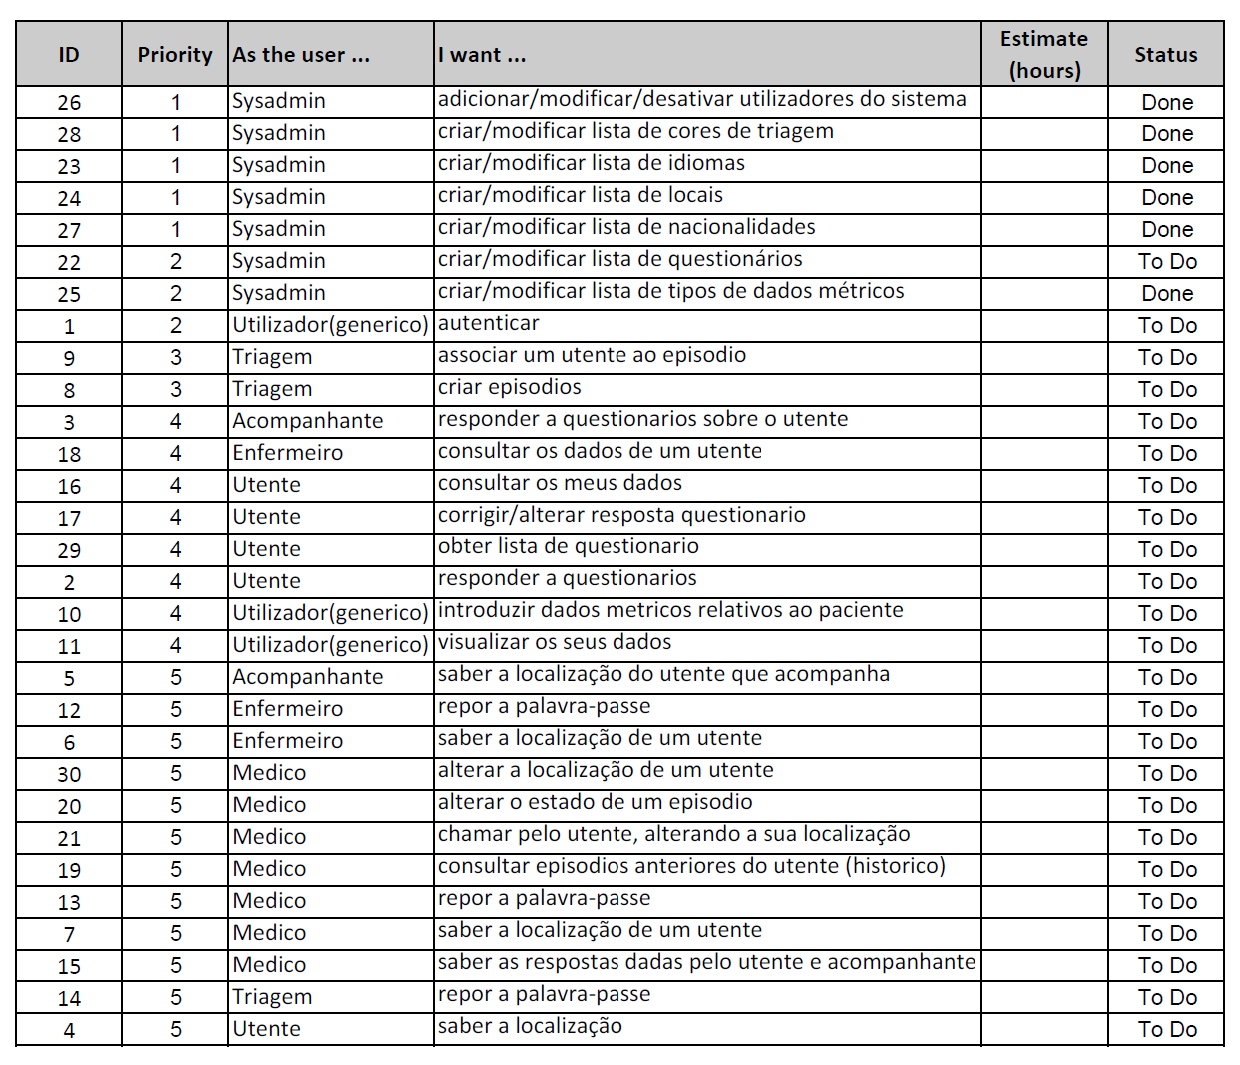 ID Priority As the user ... I want ... Estimate (hours) Status
26 1 Sysadmin adicionar/modificar/desativar utilizadores do sistema Done
28 1 Sysadmin criar/modificar lista de cores de triagem Done
23 1 Sysadmin criar/modificar lista de idiomas Done
24 1 Sysadmin criar/modificar lista de locais Done
27 1 Sysadmin criar/modificar lista de nacionalidades Done
22 2 Sysadmin criar/modificar lista de questionários To Do
25 2 Sysadmin criar/modificar lista de tipos de dados métricos Done
1 2 Utilizador(generico) autenticar To Do
9 3 Triagem associar um utente ao episodio To Do
8 3 Triagem criar episodios To Do
3 4 Acompanhante responder a questionarios sobre o utente To Do
18 4 Enfermeiro consultar os dados de um utente To Do
16 4 Utente consultar os meus dados To Do
17 4 Utente corrigir/alterar resposta questionario To Do
29 4 Utente obter lista de questionario To Do
2 4 Utente responder a questionarios To Do
10 4 Utilizador(generico) introduzir dados metricos relativos ao paciente To Do
11 4 Utilizador(generico) visualizar os seus dados To Do
5 5 Acompanhante saber a localização do utente que acompanha To Do
12 5 Enfermeiro repor a palavra-passe To Do
6 5 Enfermeiro saber a localização de um utente To Do
30 5 Medico alterar a localização de um utente To Do
20 5 Medico alterar o estado de um episodio To Do
21 5 Medico chamar pelo utente, alterando a sua localização To Do
19 5 Medico consultar episodios anteriores do utente (historico) To Do
13 5 Medico repor a palavra-passe To Do
7 5 Medico saber a localização de um utente To Do
15 5 Medico saber as respostas dadas pelo utente e acompanhante To Do
14 5 Triagem repor a palavra-passe To Do
4 5 Utente saber a localização To Do